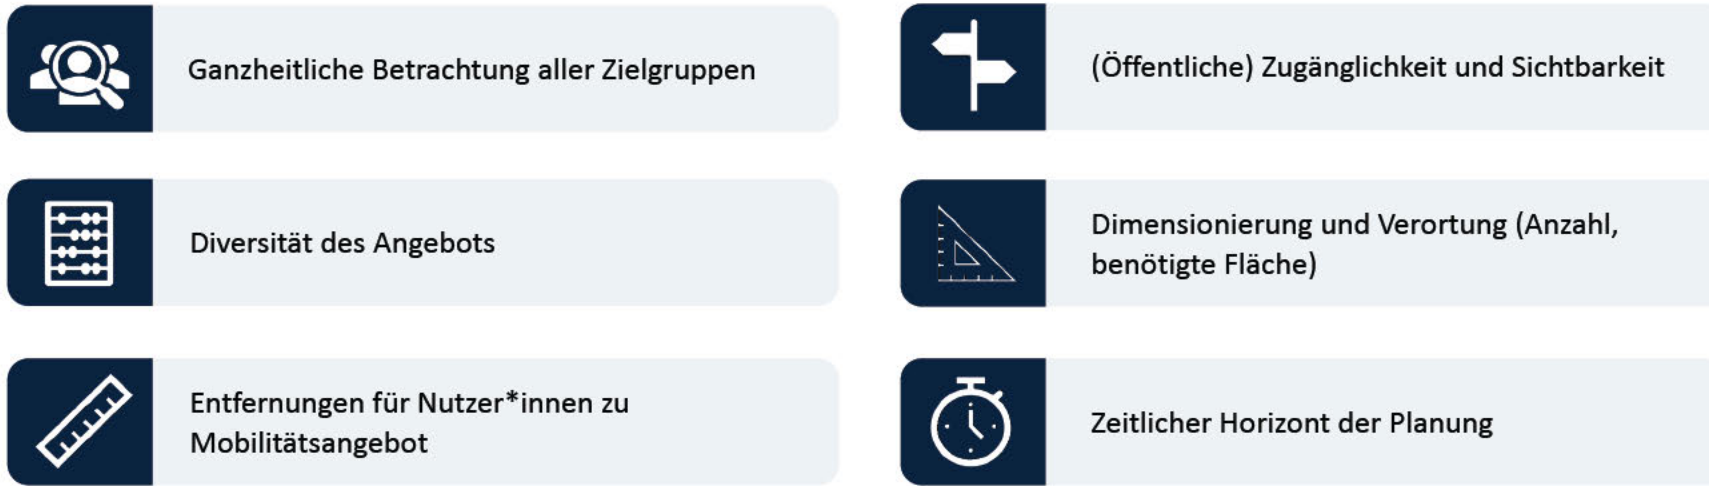 Ganzheitliche Betrachtung aller Zielgruppen
(Öffentliche) Zugänglichkeit und Sichtbarkeit
Diversität des Angebots
Dimensionierung und Verortung (Anzahl,
benötigte Fläche)
Entfernungen für Nutzer*innen zu
Mobilitätsangebot
Zeitlicher Horizont der Planung